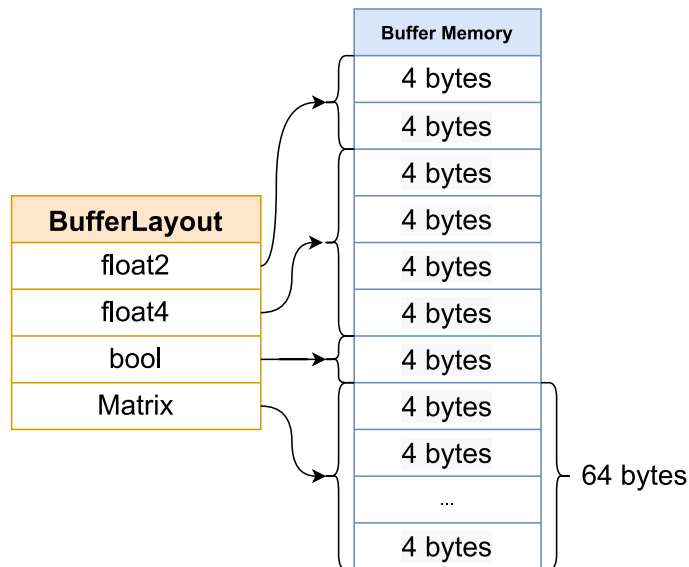 Buffer Memory
4 bytes
4 bytes
4 bytes
4 bytes
4 bytes
4 bytes
4 bytes
4 bytes
4 bytes
...
4 bytes
BufferLayout
float2
float4
bool
Matrix
64 bytes